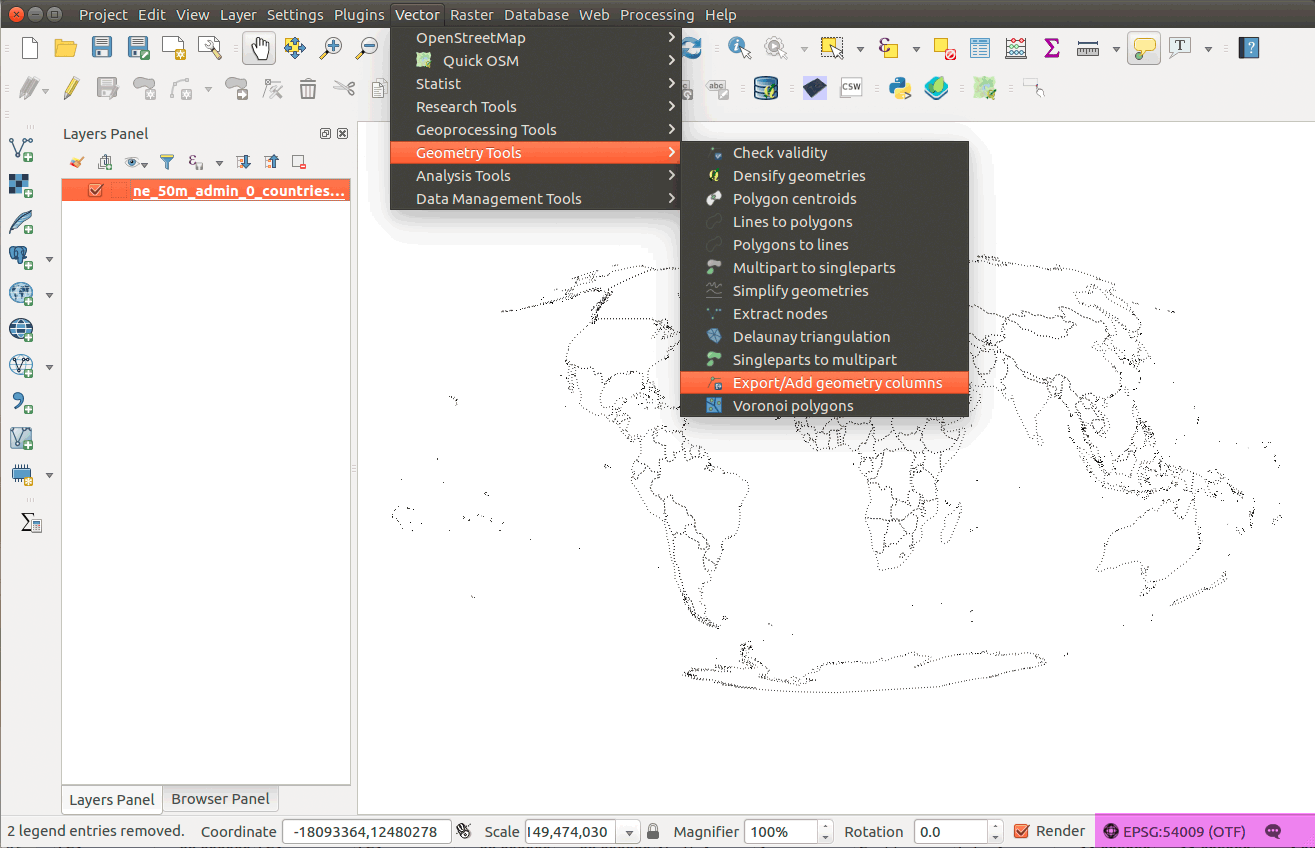 Project Edit View Layer Settings Plugins Vector Raster Database Web Processing Help
OpenStreetMap
Quick OSM
Statist
Research Tools
Geoprocessing Tools
Geometry Tools
Analysis Tools
Data Management Tools
Check validity
Densify geometries
Polygon centroids
Lines to polygons
Polygons to lines
Multipart to singleparts
Simplify geometries
Extract nodes
Delaunay triangulation
Singleparts to multipart
Export/Add geometry columns
Voronoi polygons
abc
CSW
T
?
Layers Panel
ne_50m_admin_0_countries...
Layers Panel Browser Panel
2 legend entries removed. Coordinate -18093364,12480278 Scale 149,474,030 Magnifier 100% Rotation 0.0 Render EPSG:54009 (OTF)